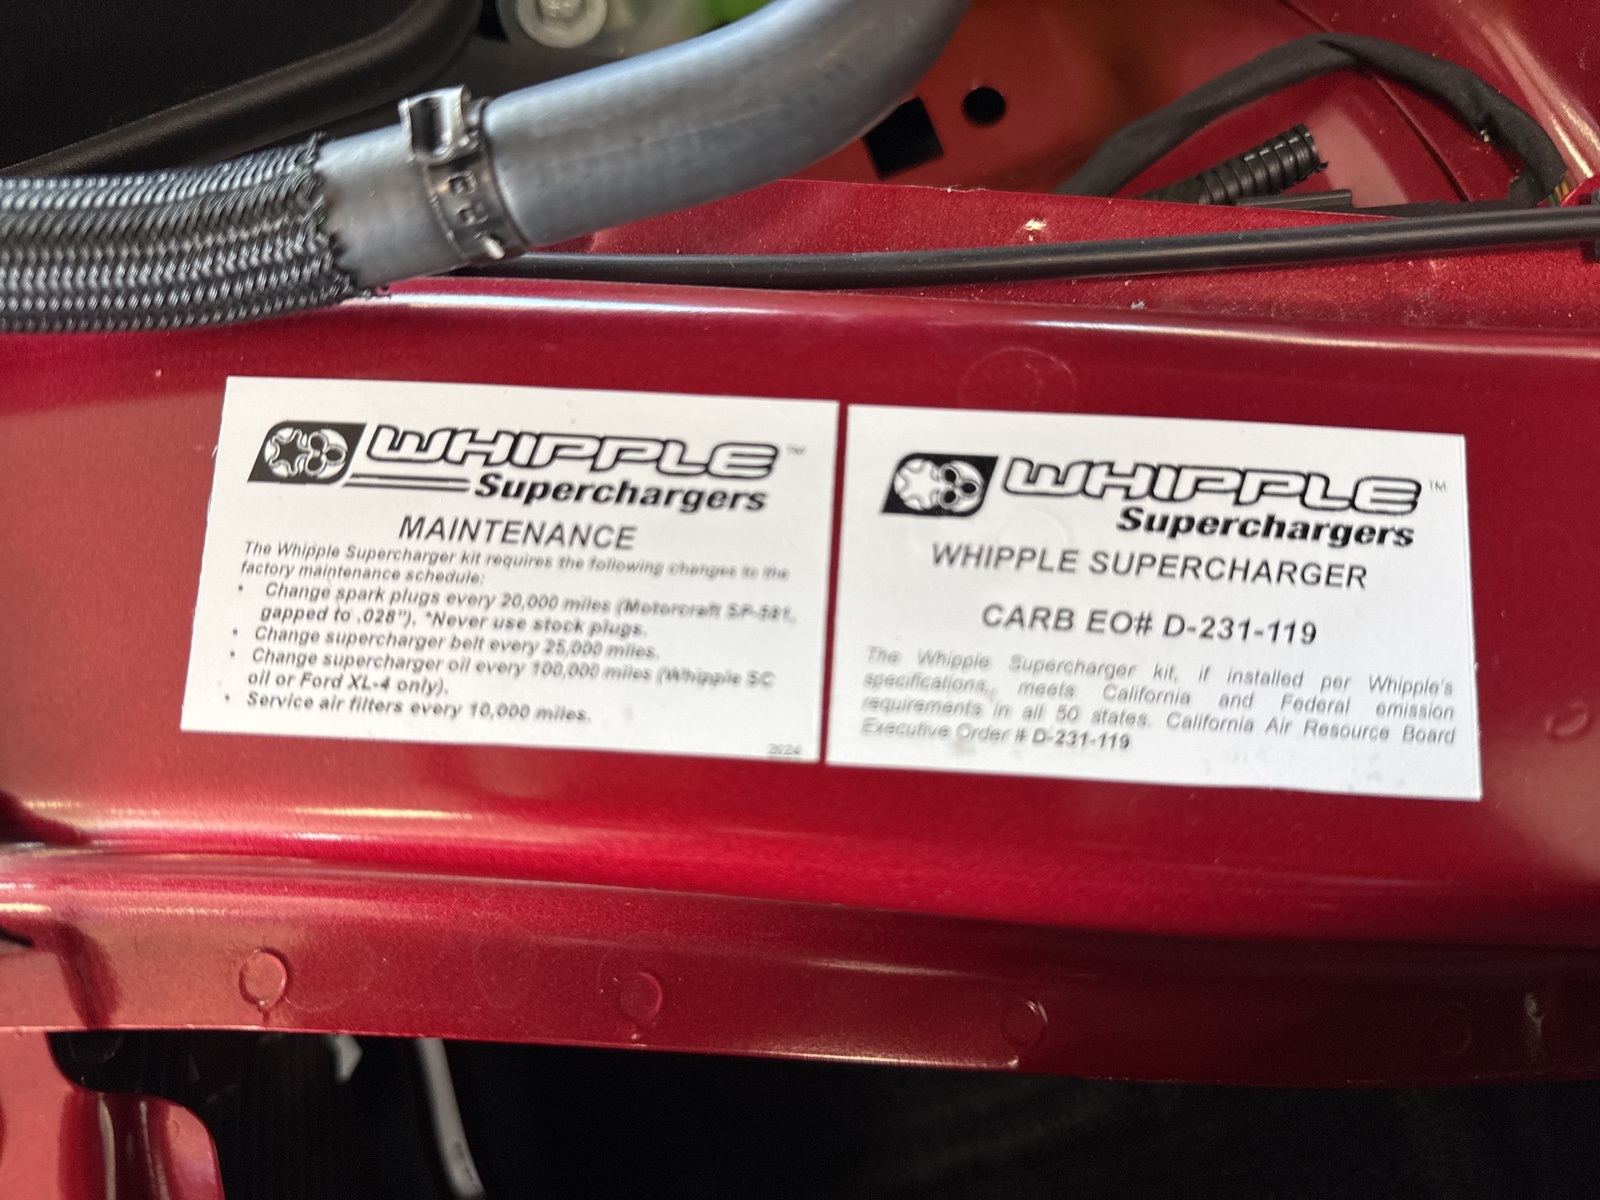 WHIPPLE ™
Superchargers
MAINTENANCE
The Whipple Supercharger kit requires the following changes to the
factory maintenance schedule:
• Change spark plugs every 20,000 miles (Motorcraft SP-581,
gapped to .028"). *Never use stock plugs.
• Change supercharger belt every 25,000 miles.
• Change supercharger oil every 100,000 miles (Whipple SC
oil or Ford XL-4 only).
• Service air filters every 10,000 miles.
2024
WHIPPLE ™
Superchargers
WHIPPLE SUPERCHARGER
CARB EO# D-231-119
The Whipple Supercharger kit, if installed per Whipple's
specifications, meets California and Federal emission
requirements in all 50 states. California Air Resource Board
Executive Order # D-231-119